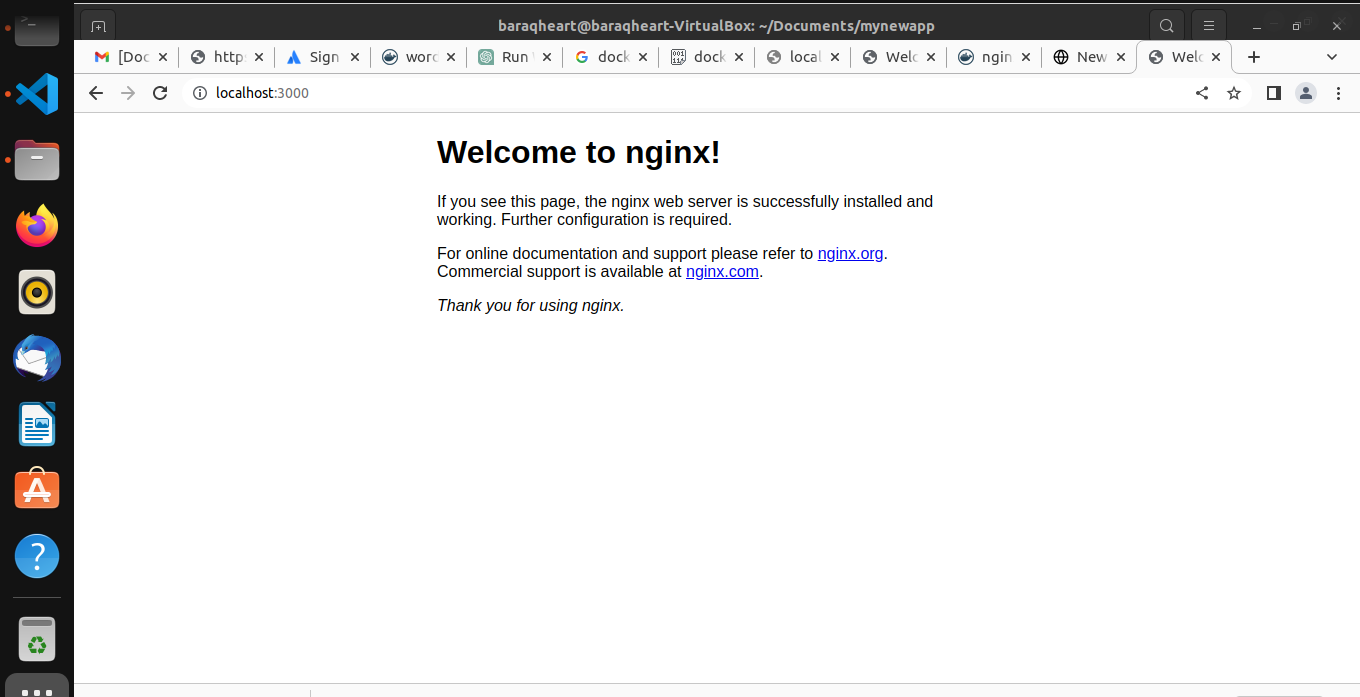 baraqheart@baraqheart-VirtualBox: ~/Documents/mynewapp
[Doc
http
Sign
word
Run
dock
dock
local
Welc
ngin
New
Welc
localhost:3000
Welcome to nginx!
If you see this page, the nginx web server is successfully installed and
working. Further configuration is required.
For online documentation and support please refer to nginx.org.
Commercial support is available at nginx.com.
Thank you for using nginx.